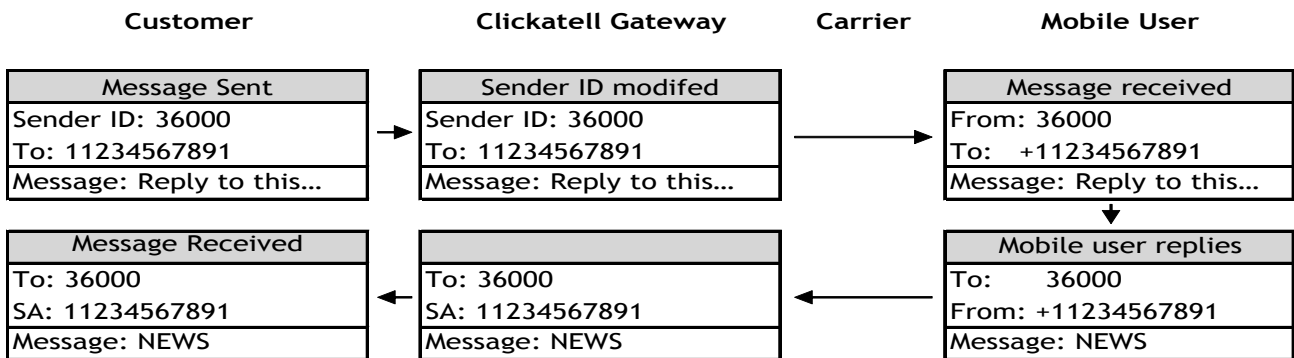 Customer Clickatell Gateway Carrier Mobile User
Message Sent
Sender ID: 36000
To: 11234567891
Message: Reply to this...
Sender ID modifed
Sender ID: 36000
To: 11234567891
Message: Reply to this...
Message received
From: 36000
To: +11234567891
Message: Reply to this...
Message Received
To: 36000
SA: 11234567891
Message: NEWS
To: 36000
SA: 11234567891
Message: NEWS
Mobile user replies
To: 36000
From: +11234567891
Message: NEWS